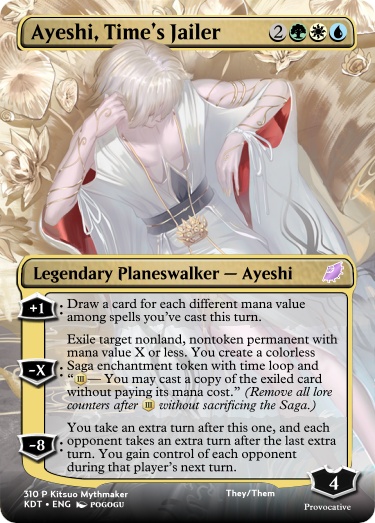 Ayeshi, Time's Jailer 2
Legendary Planeswalker — Ayeshi
+1: Draw a card for each different mana value
among spells you've cast this turn.
Exile target nonland, nontoken permanent with
mana value X or less. You create a colorless
-X: Saga enchantment token with time loop and
"III— You may cast a copy of the exiled card
without paying its mana cost." (Remove all lore
counters after III without sacrificing the Saga.)
You take an extra turn after this one, and each
-8: opponent takes an extra turn after the last extra
turn. You gain control of each opponent
during that player's next turn.
4
310 P Kitsuo Mythmaker
KDT • ENG POGOGU
They/Them
Provocative